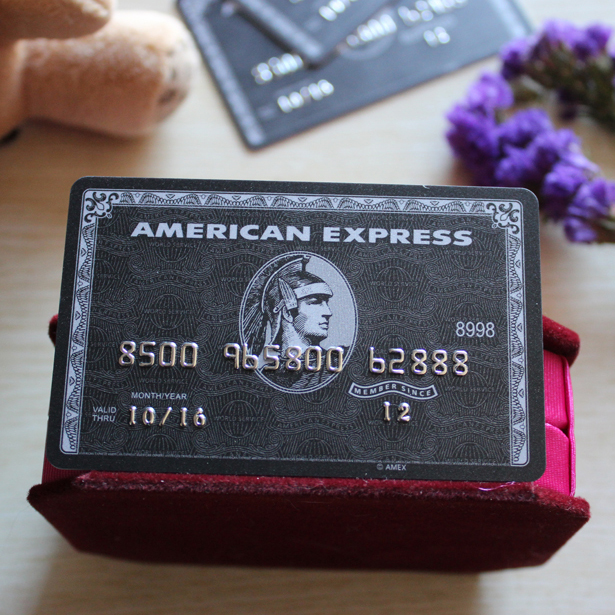 AMERICAN EXPRESS
8998
8500 965800 62888
MEMBER SINCE
MONTH/YEAR
VALID THRU 10/16 12
© AMEX